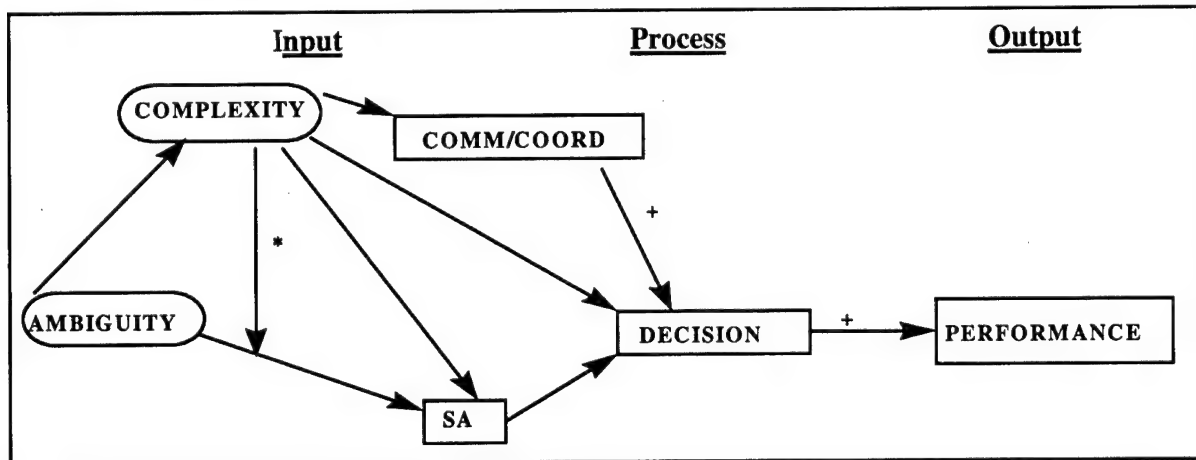 Input Process Output
COMPLEXITY
COMM/COORD
+
*
AMBIGUITY
DECISION + PERFORMANCE
SA